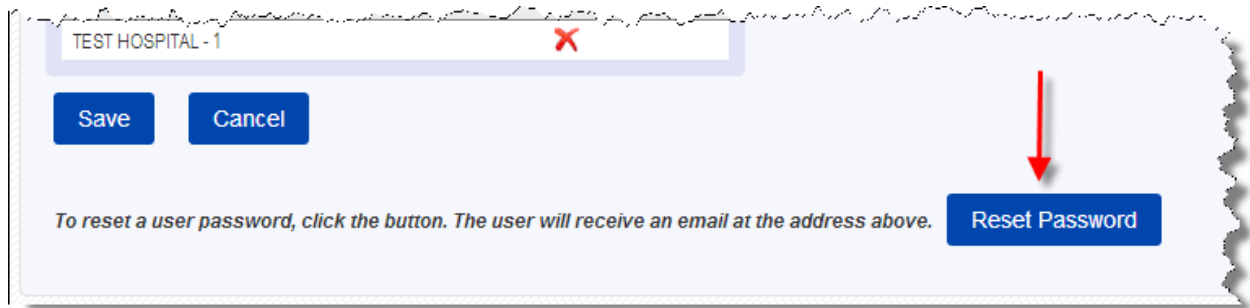 TEST HOSPITAL - 1
Save Cancel
To reset a user password, click the button. The user will receive an email at the address above. Reset Password